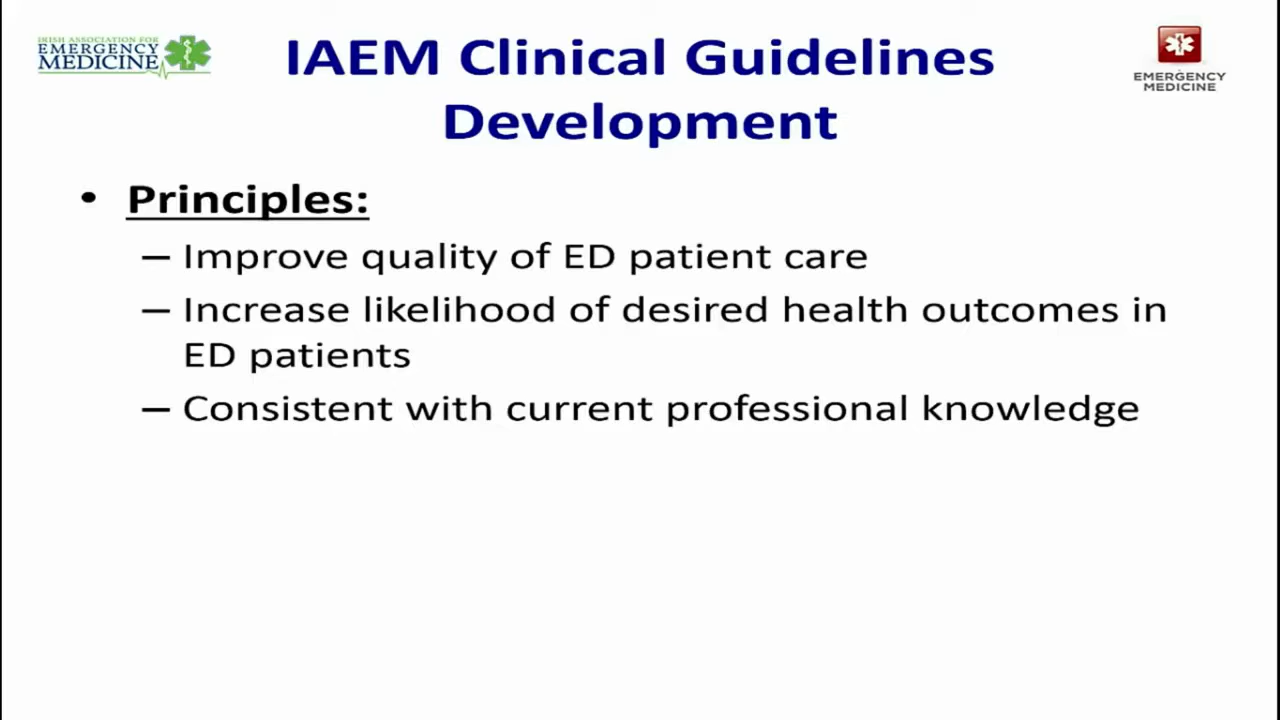 IRISH ASSOCIATION FOR
EMERGENCY
MEDICINE
IAEM Clinical Guidelines
Development
EMERGENCY
MEDICINE
• Principles:
– Improve quality of ED patient care
– Increase likelihood of desired health outcomes in
ED patients
– Consistent with current professional knowledge